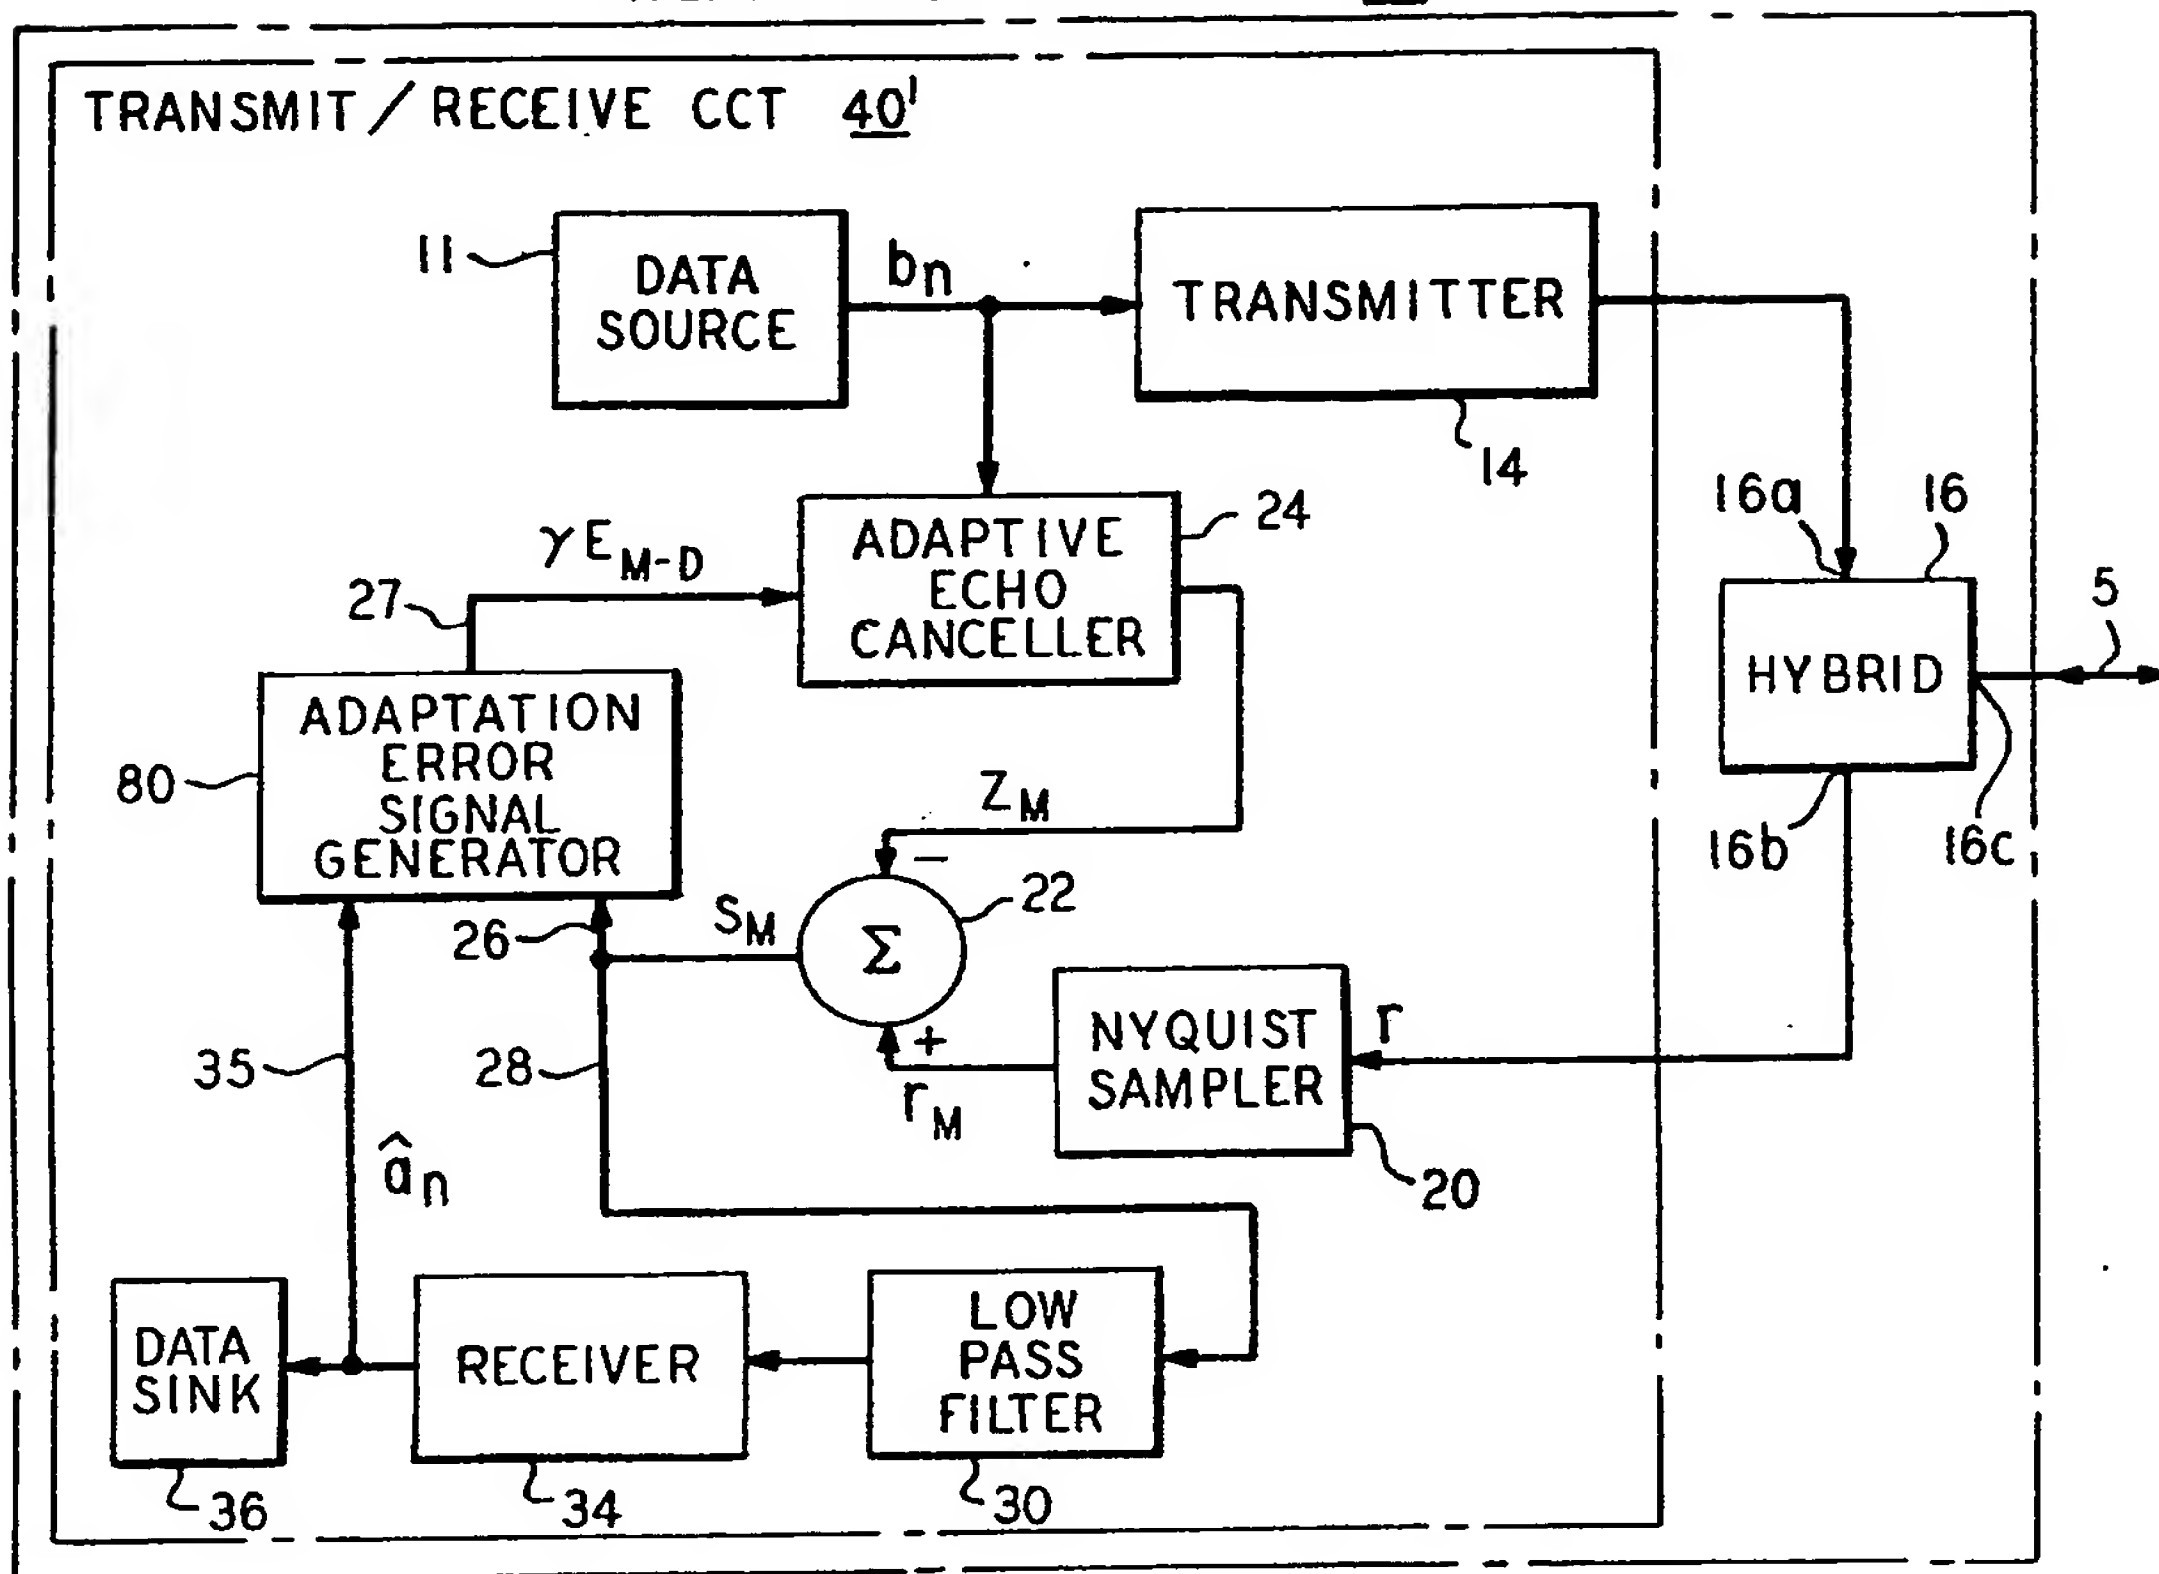 TRANSMIT / RECEIVE CCT 40'
11
DATA
SOURCE
bn
TRANSMITTER
14
16a
16
5
HYBRID
16b
16c
γE M-D
27
ADAPTIVE
ECHO
CANCELLER
24
ADAPTATION
ERROR
SIGNAL
GENERATOR
80
ZM
−
22
Σ
SM
26
+
rM
NYQUIST
SAMPLER
r
20
35
28
ân
DATA
SINK
36
RECEIVER
34
LOW
PASS
FILTER
30